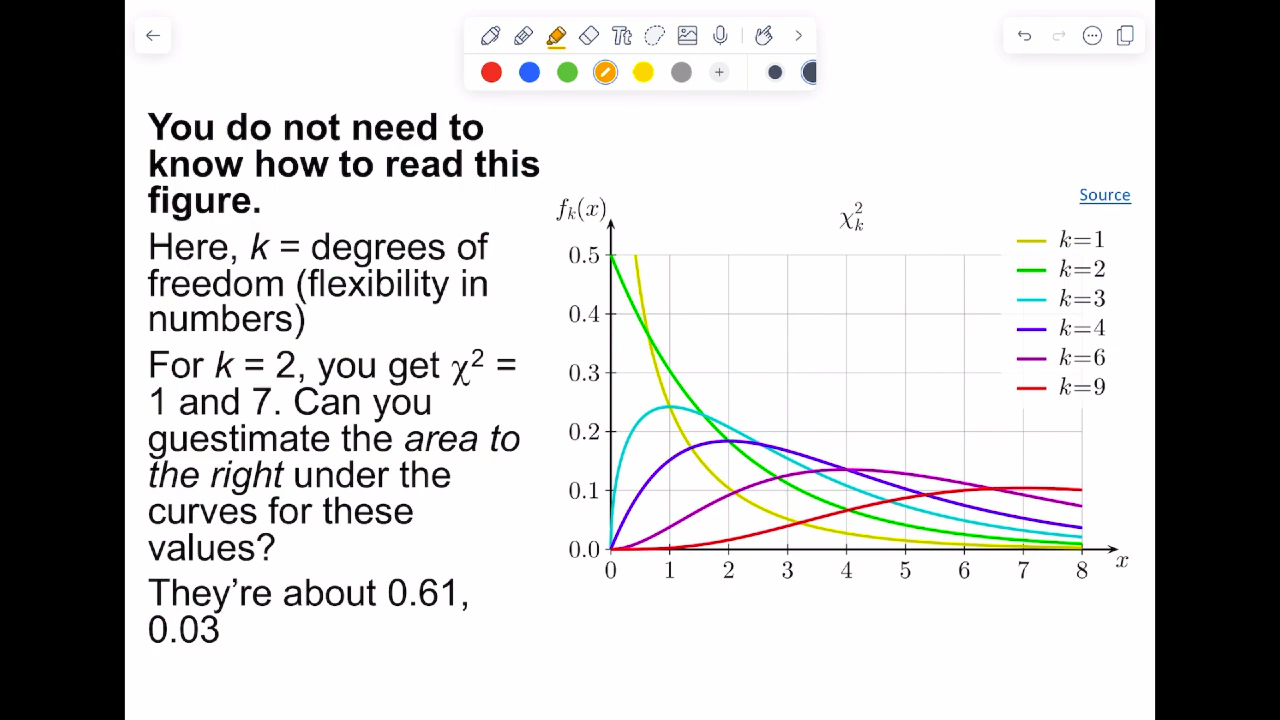 Tt
You do not need to
know how to read this
figure.
Here, k = degrees of
freedom (flexibility in
numbers)
For k = 2, you get χ² =
1 and 7. Can you
guestimate the area to
the right under the
curves for these
values?
They’re about 0.61,
0.03
Source
fₖ(x)
χ²ₖ
k=1
k=2
k=3
k=4
k=6
k=9
0.5
0.4
0.3
0.2
0.1
0.0
0 1 2 3 4 5 6 7 8 x